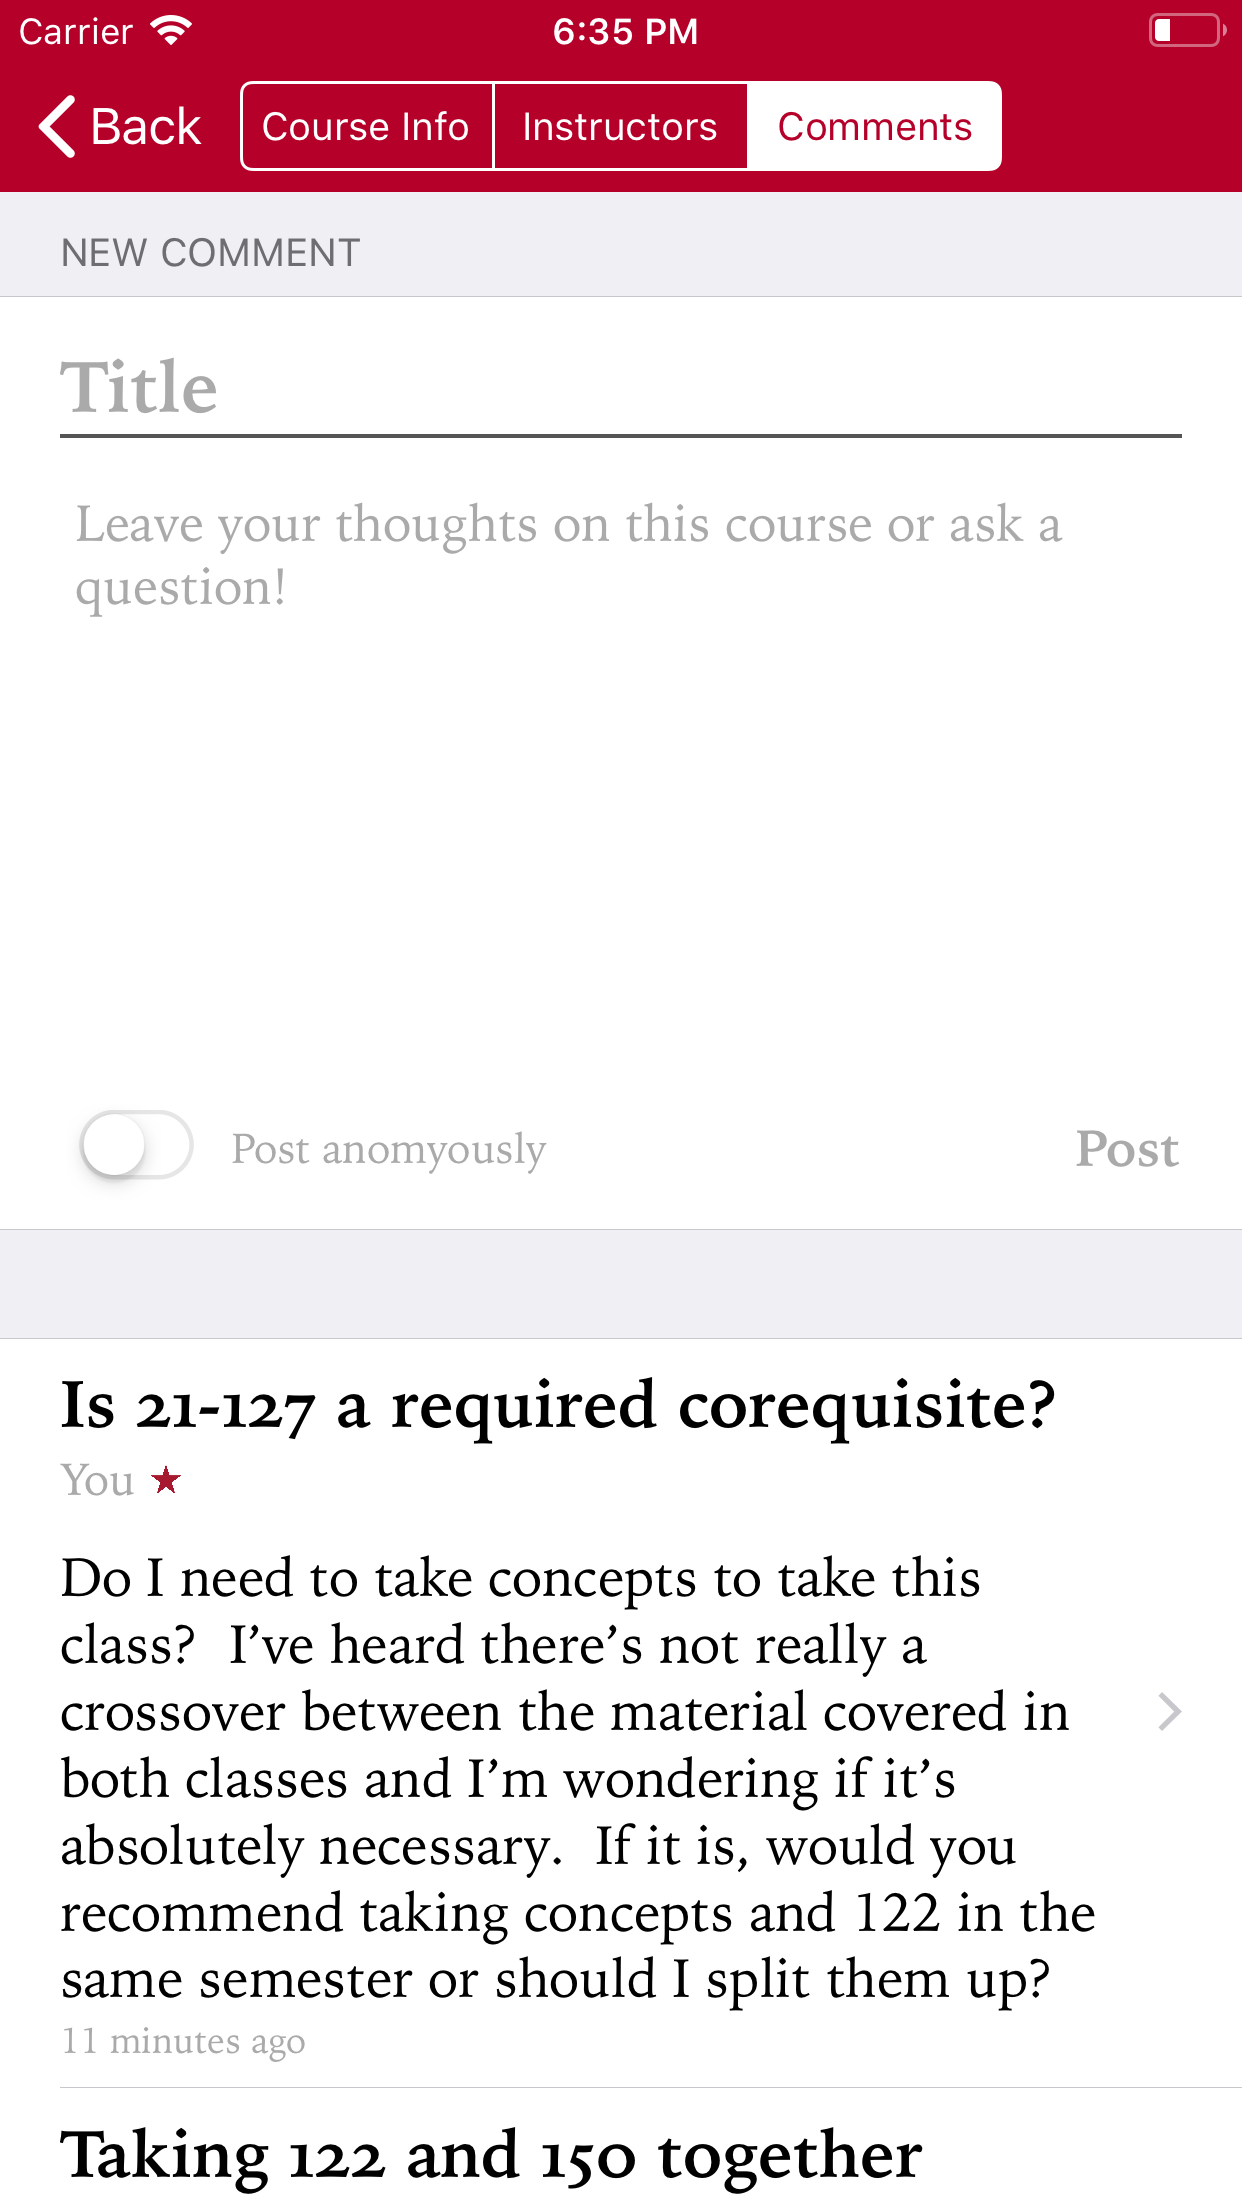 Carrier 6:35 PM
Back Course Info Instructors Comments
NEW COMMENT
Title
Leave your thoughts on this course or ask a
question!
Post anomyously Post
Is 21-127 a required corequisite?
You ★
Do I need to take concepts to take this
class?  I’ve heard there’s not really a
crossover between the material covered in
both classes and I’m wondering if it’s
absolutely necessary.  If it is, would you
recommend taking concepts and 122 in the
same semester or should I split them up?
11 minutes ago
Taking 122 and 150 together